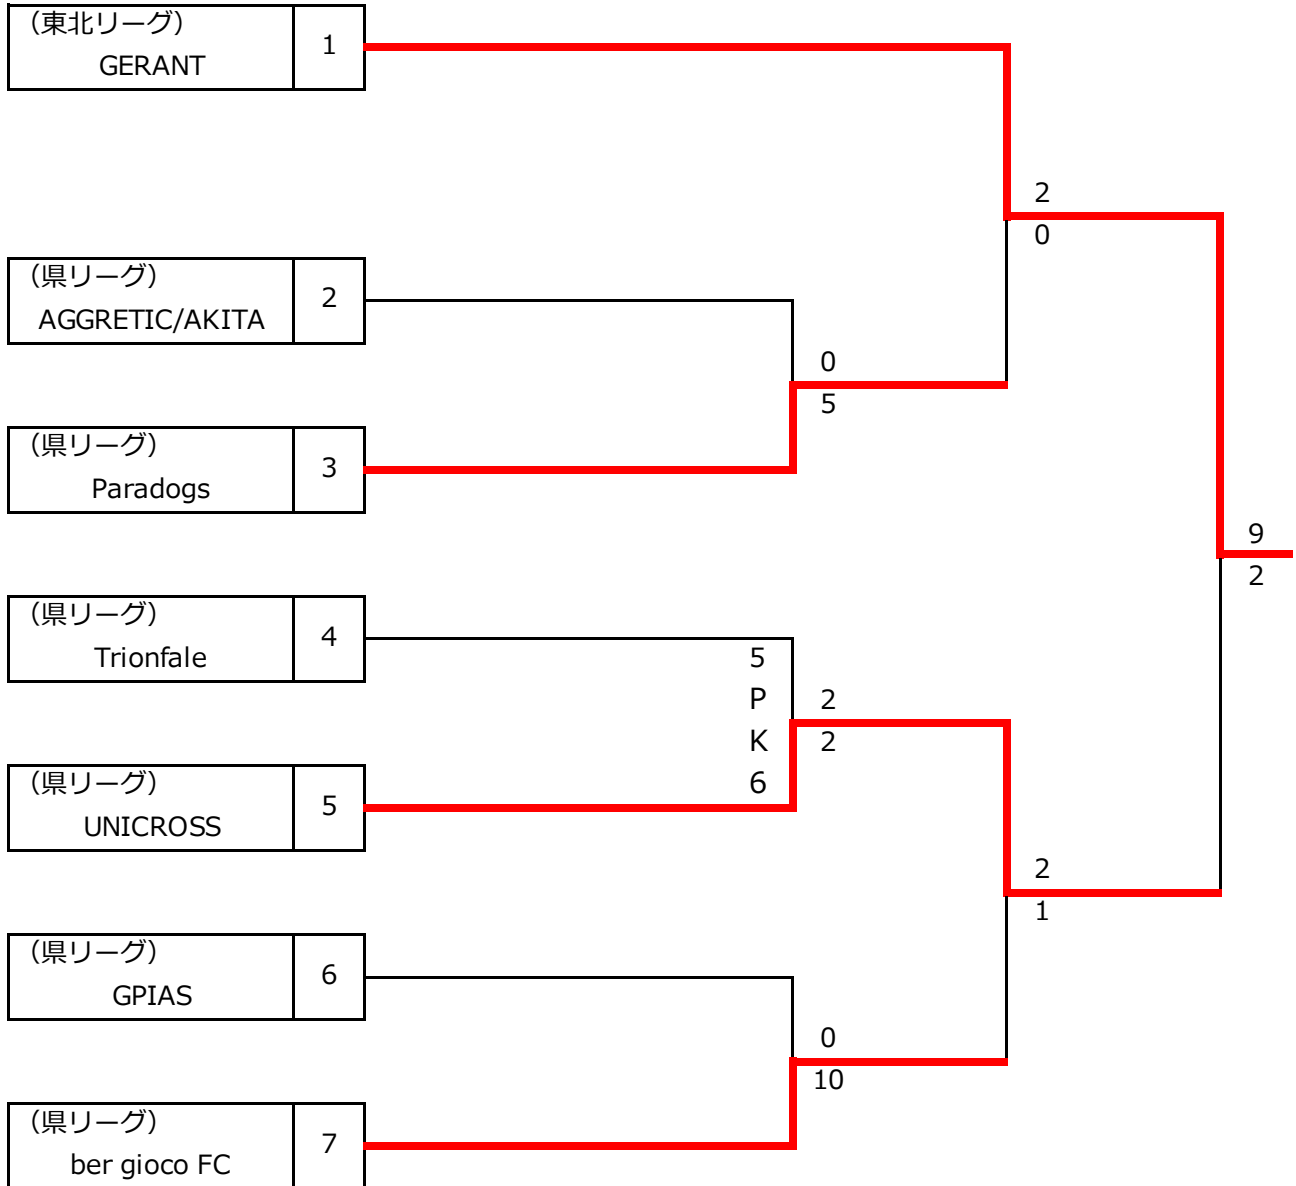 （東北リーグ）
GERANT
1
2
0
（県リーグ）
AGGRETIC/AKITA
2
0
5
（県リーグ）
Paradogs
3
9
2
（県リーグ）
Trionfale
4
5
P
K
6
2
2
（県リーグ）
UNICROSS
5
2
1
（県リーグ）
GPIAS
6
0
10
（県リーグ）
ber gioco FC
7